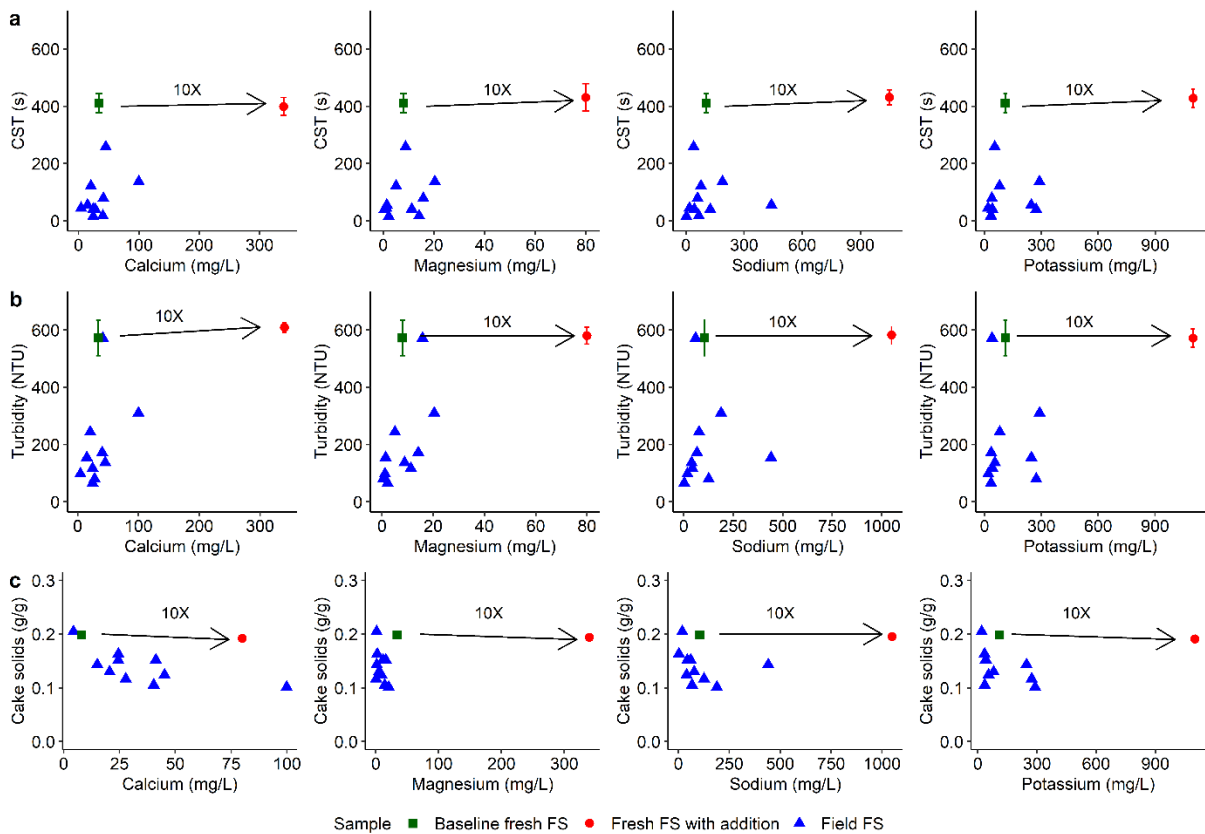 a
CST (s)
600
400
200
0
10X
0 100 200 300
Calcium (mg/L)
CST (s)
600
400
200
0
10X
0 20 40 60 80
Magnesium (mg/L)
CST (s)
600
400
200
0
10X
0 300 600 900
Sodium (mg/L)
CST (s)
600
400
200
0
10X
0 300 600 900
Potassium (mg/L)
b
Turbidity (NTU)
600
400
200
0
10X
0 100 200 300
Calcium (mg/L)
Turbidity (NTU)
600
400
200
0
10X
0 20 40 60 80
Magnesium (mg/L)
Turbidity (NTU)
600
400
200
0
10X
0 250 500 750 1000
Sodium (mg/L)
Turbidity (NTU)
600
400
200
0
10X
0 300 600 900
Potassium (mg/L)
c
Cake solids (g/g)
0.3
0.2
0.1
0.0
10X
0 25 50 75 100
Calcium (mg/L)
Cake solids (g/g)
0.3
0.2
0.1
0.0
10X
0 100 200 300
Magnesium (mg/L)
Cake solids (g/g)
0.3
0.2
0.1
0.0
10X
0 250 500 750 1000
Sodium (mg/L)
Cake solids (g/g)
0.3
0.2
0.1
0.0
10X
0 300 600 900
Potassium (mg/L)
Sample Baseline fresh FS Fresh FS with addition Field FS